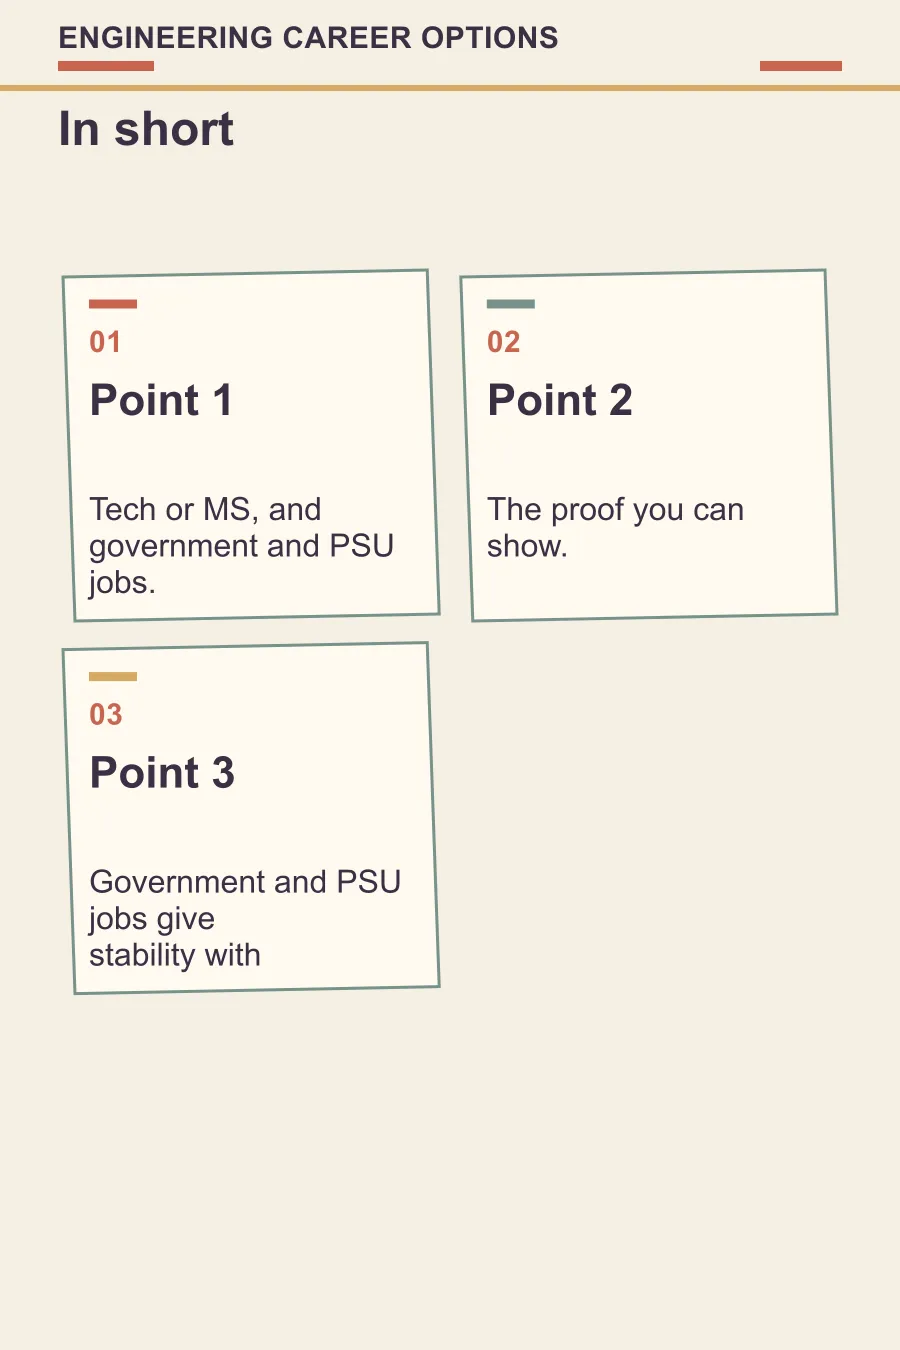 ENGINEERING CAREER OPTIONS
In short
01
Point 1
Tech or MS, and
government and PSU
jobs.
02
Point 2
The proof you can
show.
03
Point 3
Government and PSU
jobs give
stability with